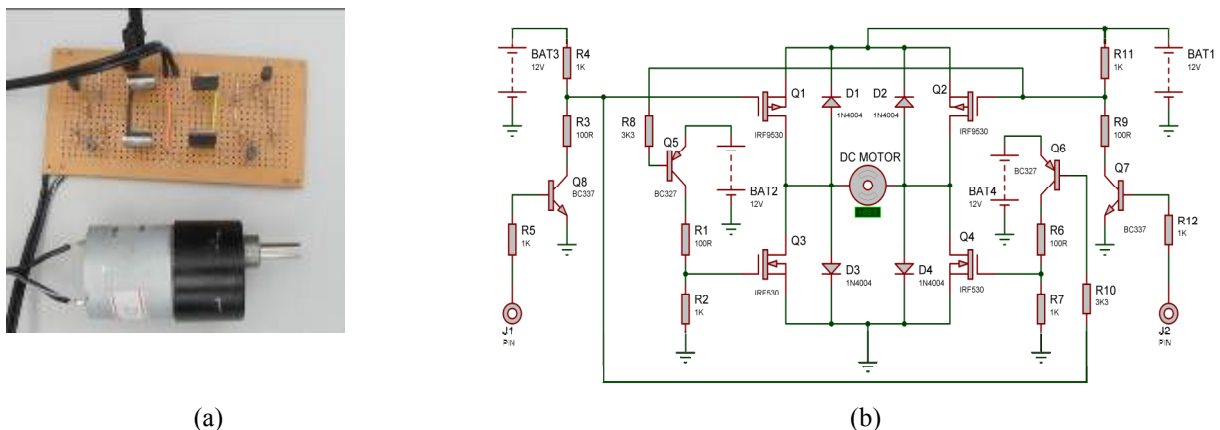 BAT3
12V
R4
1K
R3
100R
Q8
BC337
R5
1K
J1
PIN
R8
3K3
Q5
BC327
BAT2
12V
R1
100R
R2
1K
Q1
IRF9530
D1
1N4004
D2
1N4004
Q2
IRF9530
DC MOTOR
Q3
IRF530
D3
1N4004
D4
1N4004
Q4
IRF530
R11
1K
BAT1
12V
R9
100R
Q6
BC327
BAT4
12V
R6
100R
R7
1K
Q7
BC337
R12
1K
R10
3K3
J2
PIN
(a)
(b)